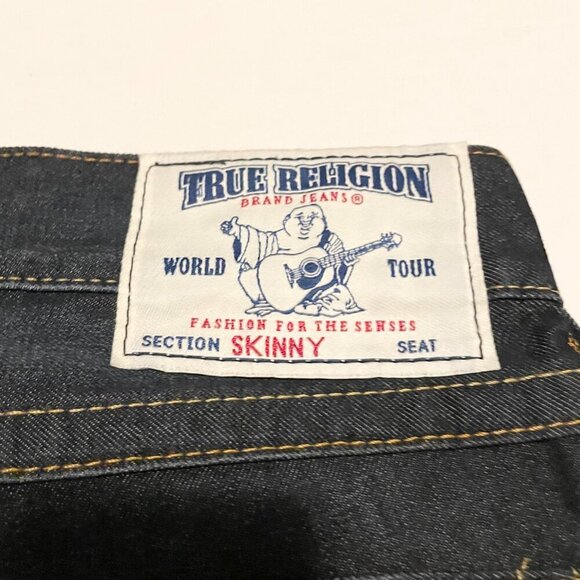 TRUE RELIGION
BRAND JEANS®
WORLD TOUR
FASHION FOR THE SENSES
SECTION SKINNY SEAT